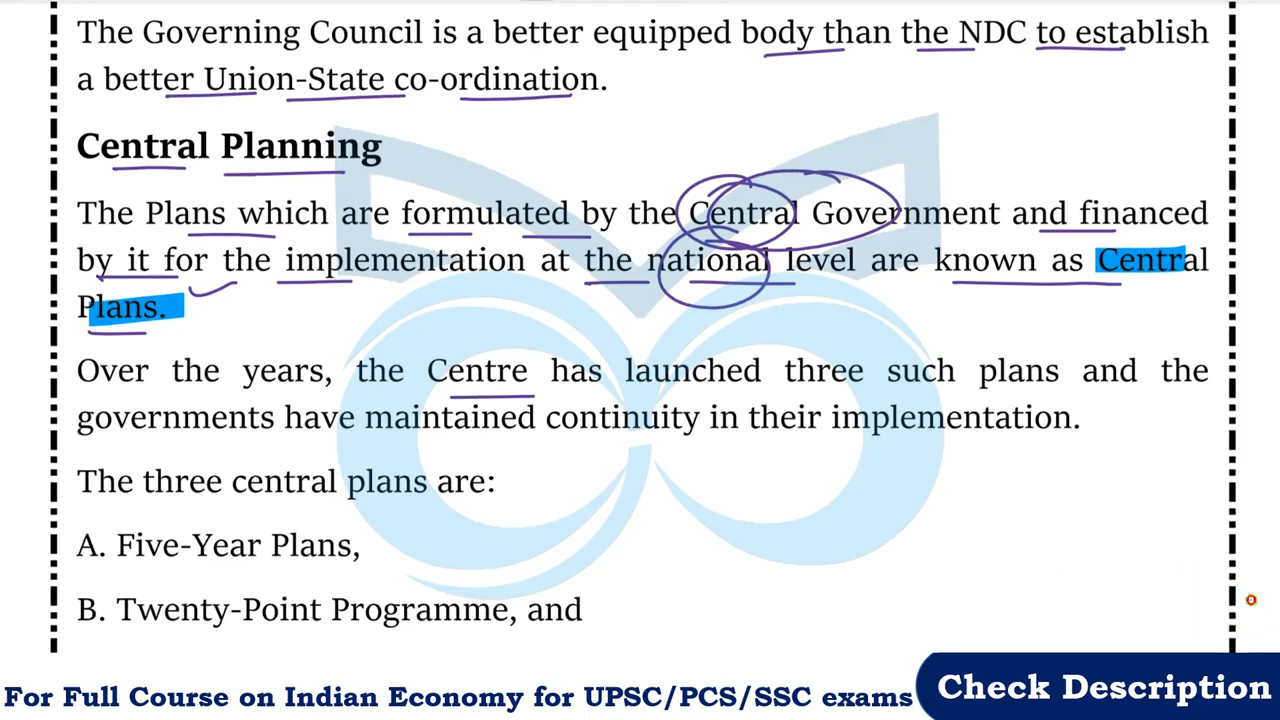 The Governing Council is a better equipped body than the NDC to establish
a better Union-State co-ordination.
Central Planning
The Plans which are formulated by the Central Government and financed
by it for the implementation at the national level are known as Central
Plans.
Over the years, the Centre has launched three such plans and the
governments have maintained continuity in their implementation.
The three central plans are:
A. Five-Year Plans,
B. Twenty-Point Programme, and
For Full Course on Indian Economy for UPSC/PCS/SSC exams
Check Description